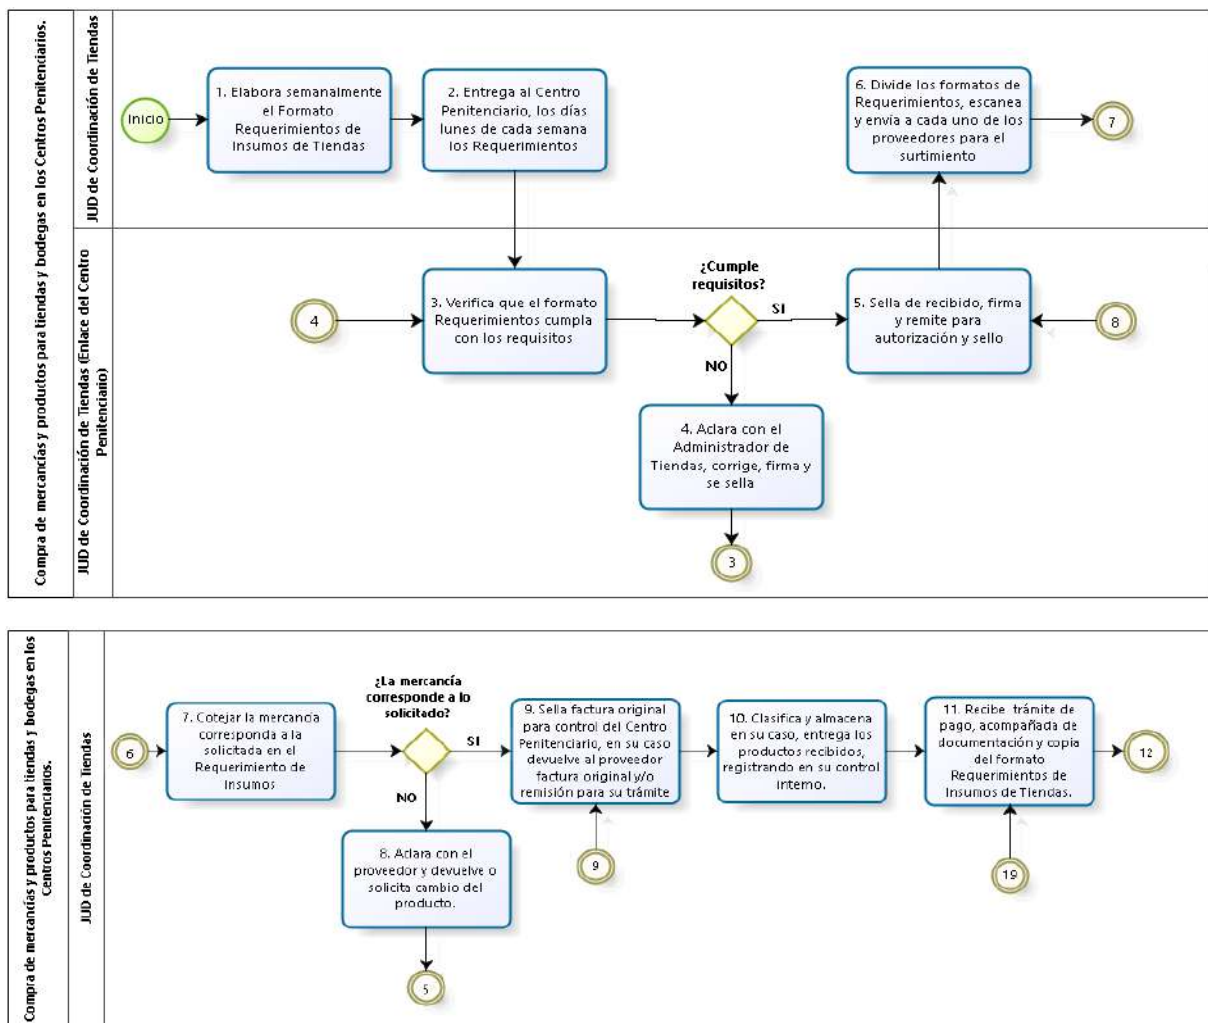 Compra de mercancías y productos para tiendas y bodegas en los Centros Penitenciarios.
JUD de Coordinación de Tiendas
Inicio
1. Elabora semanalmente
el Formato
Requerimientos de
Insumos de Tiendas
2. Entrega al Centro
Penitenciario, los días
lunes de cada semana
los Requerimientos
6. Divide los formatos de
Requerimientos, escanea
y envía a cada uno de los
proveedores para el
surtimiento
7
JUD de Coordinación de Tiendas (Enlace del Centro
Penitenciario)
4
3. Verifica que el formato
Requerimientos cumpla
con los requisitos
¿Cumple
requisitos?
SI
NO
5. Sella de recibido, firma
y remite para
autorización y sello
8
4. Aclara con el
Administrador de
Tiendas, corrige, firma y
se sella
3
Compra de mercancías y productos para tiendas y bodegas en los
Centros Penitenciarios.
JUD de Coordinación de Tiendas
6
7. Cotejar la mercancía
corresponda a la
solicitada en el
Requerimiento de
Insumos
¿La mercancía
corresponde a lo
solicitado?
SI
NO
8. Aclara con el
proveedor y devuelve o
solicita cambio del
producto.
5
9. Sella factura original
para control del Centro
Penitenciario, en su caso
devuelve al proveedor
factura original y/o
remisión para su trámite
9
10. Clasifica y almacena
en su caso, entrega los
productos recibidos,
registrando en su control
interno.
11. Recibe trámite de
pago, acompañada de
documentación y copia
del formato
Requerimientos de
Insumos de Tiendas.
12
19